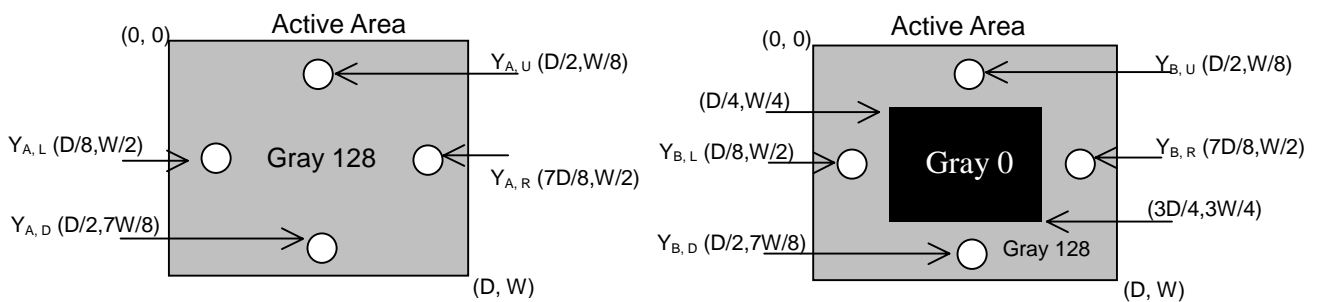 Active Area
(0, 0)
YA, U (D/2,W/8)
YA, L (D/8,W/2)
Gray 128
YA, R (7D/8,W/2)
YA, D (D/2,7W/8)
(D, W)
Active Area
(0, 0)
YB, U (D/2,W/8)
(D/4,W/4)
YB, L (D/8,W/2)
Gray 0
YB, R (7D/8,W/2)
(3D/4,3W/4)
YB, D (D/2,7W/8)
Gray 128
(D, W)